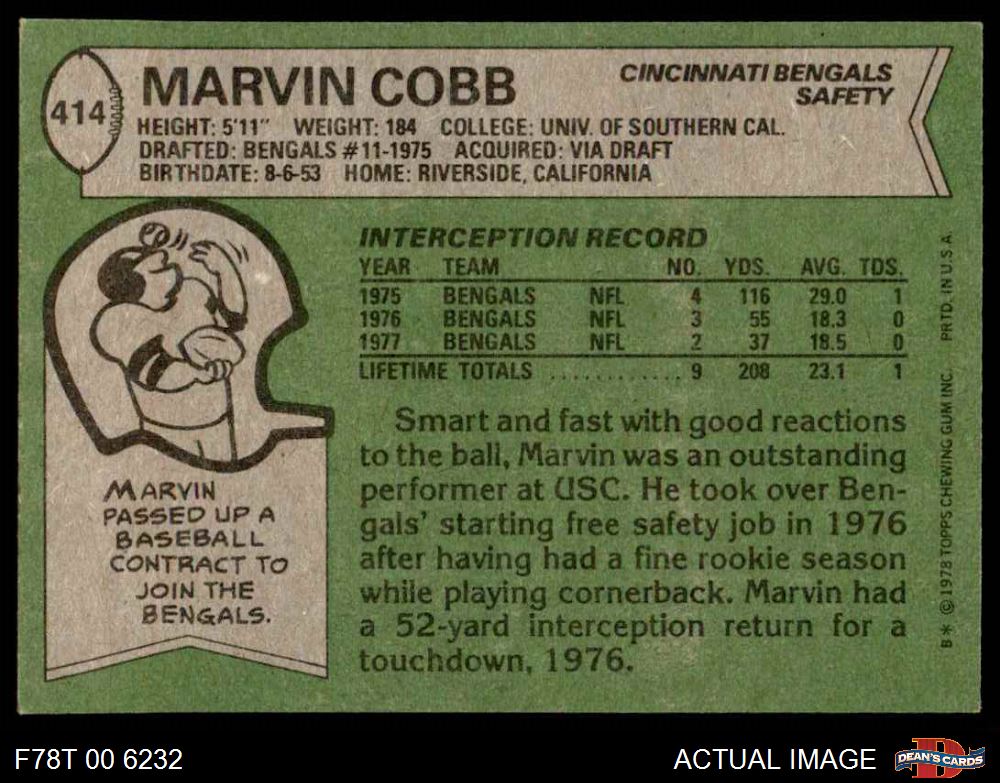 414
MARVIN COBB
CINCINNATI BENGALS
SAFETY
HEIGHT: 5'11" WEIGHT: 184 COLLEGE: UNIV. OF SOUTHERN CAL.
DRAFTED: BENGALS #11-1975 ACQUIRED: VIA DRAFT
BIRTHDATE: 8-6-53 HOME: RIVERSIDE, CALIFORNIA
MARVIN
PASSED UP A
BASEBALL
CONTRACT TO
JOIN THE
BENGALS.
INTERCEPTION RECORD
YEAR TEAM NO. YDS. AVG. TDS.
1975 BENGALS NFL 4 116 29.0 1
1976 BENGALS NFL 3 55 18.3 0
1977 BENGALS NFL 2 37 18.5 0
LIFETIME TOTALS ............ 9 208 23.1 1
Smart and fast with good reactions
to the ball, Marvin was an outstanding
performer at USC. He took over Ben-
gals' starting free safety job in 1976
after having had a fine rookie season
while playing cornerback. Marvin had
a 52-yard interception return for a
touchdown, 1976.
B* © 1978 TOPPS CHEWING GUM INC. PRTD. IN U.S.A.
F78T 00 6232
ACTUAL IMAGE
D
DEAN'S CARDS